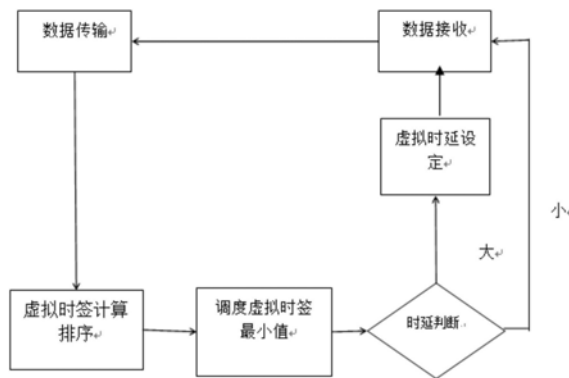 数据传输
数据接收
虚拟时延设
定
小
大
虚拟时签计算
排序
调度虚拟时签
最小值
时延判断